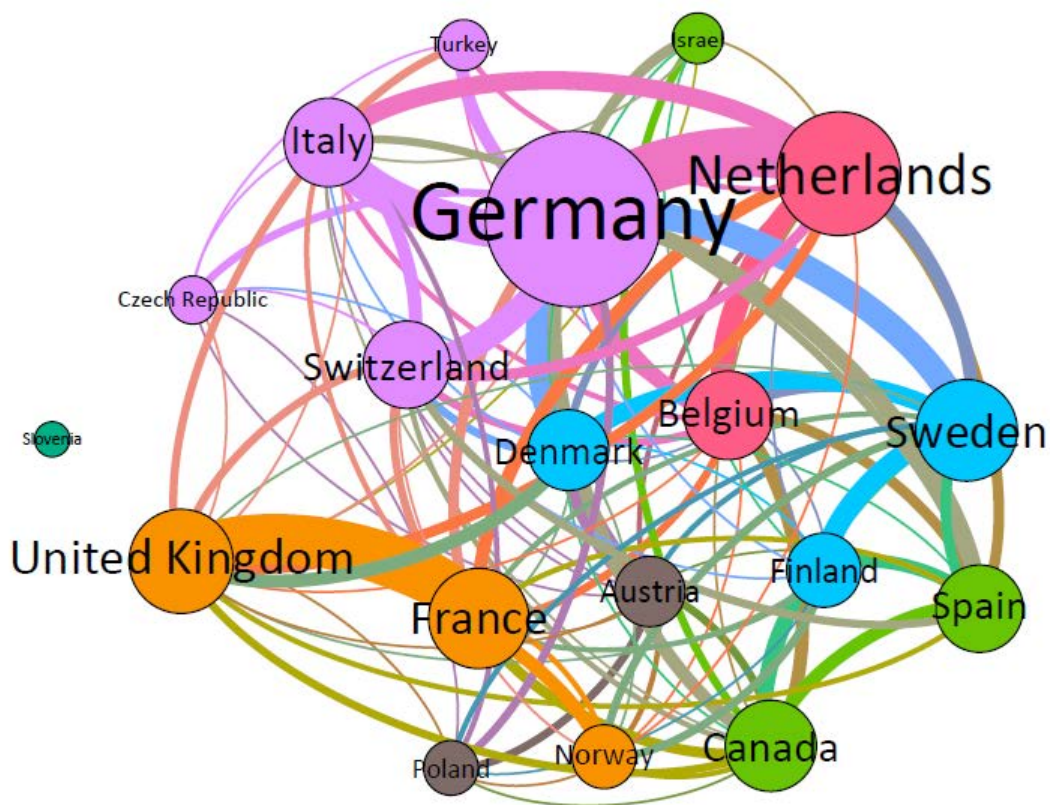 Turkey
Israel
Italy
Netherlands
Germany
Czech Republic
Switzerland
Belgium
Slovenia
Denmark
Sweden
United Kingdom
Finland
Austria
France
Spain
Canada
Norway
Poland